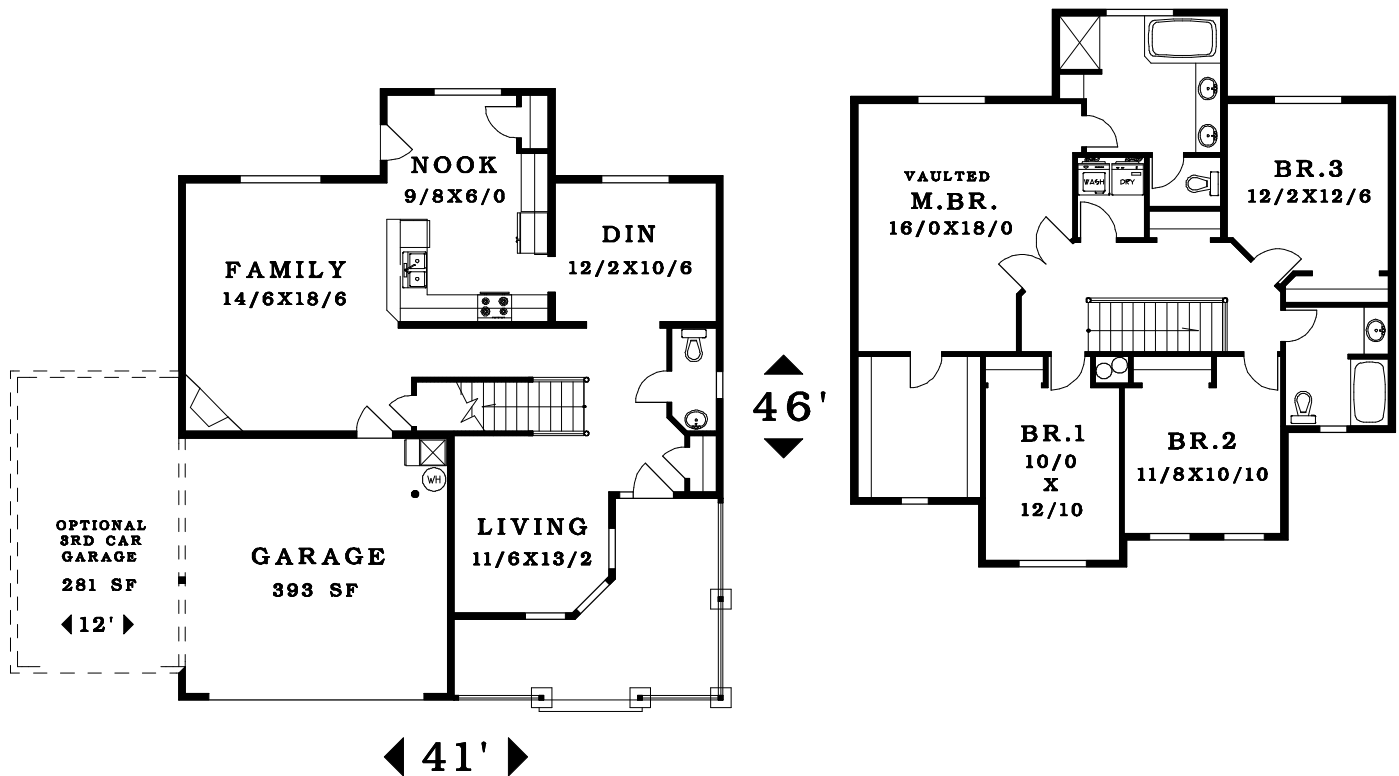 NOOK
9/8X6/0
DIN
12/2X10/6
FAMILY
14/6X18/6
WH
LIVING
11/6X13/2
GARAGE
393 SF
OPTIONAL
3RD CAR
GARAGE
281 SF
12'
41'
46'
VAULTED
M.BR.
16/0X18/0
WASH
DRY
BR.3
12/2X12/6
BR.1
10/0
X
12/10
BR.2
11/8X10/10